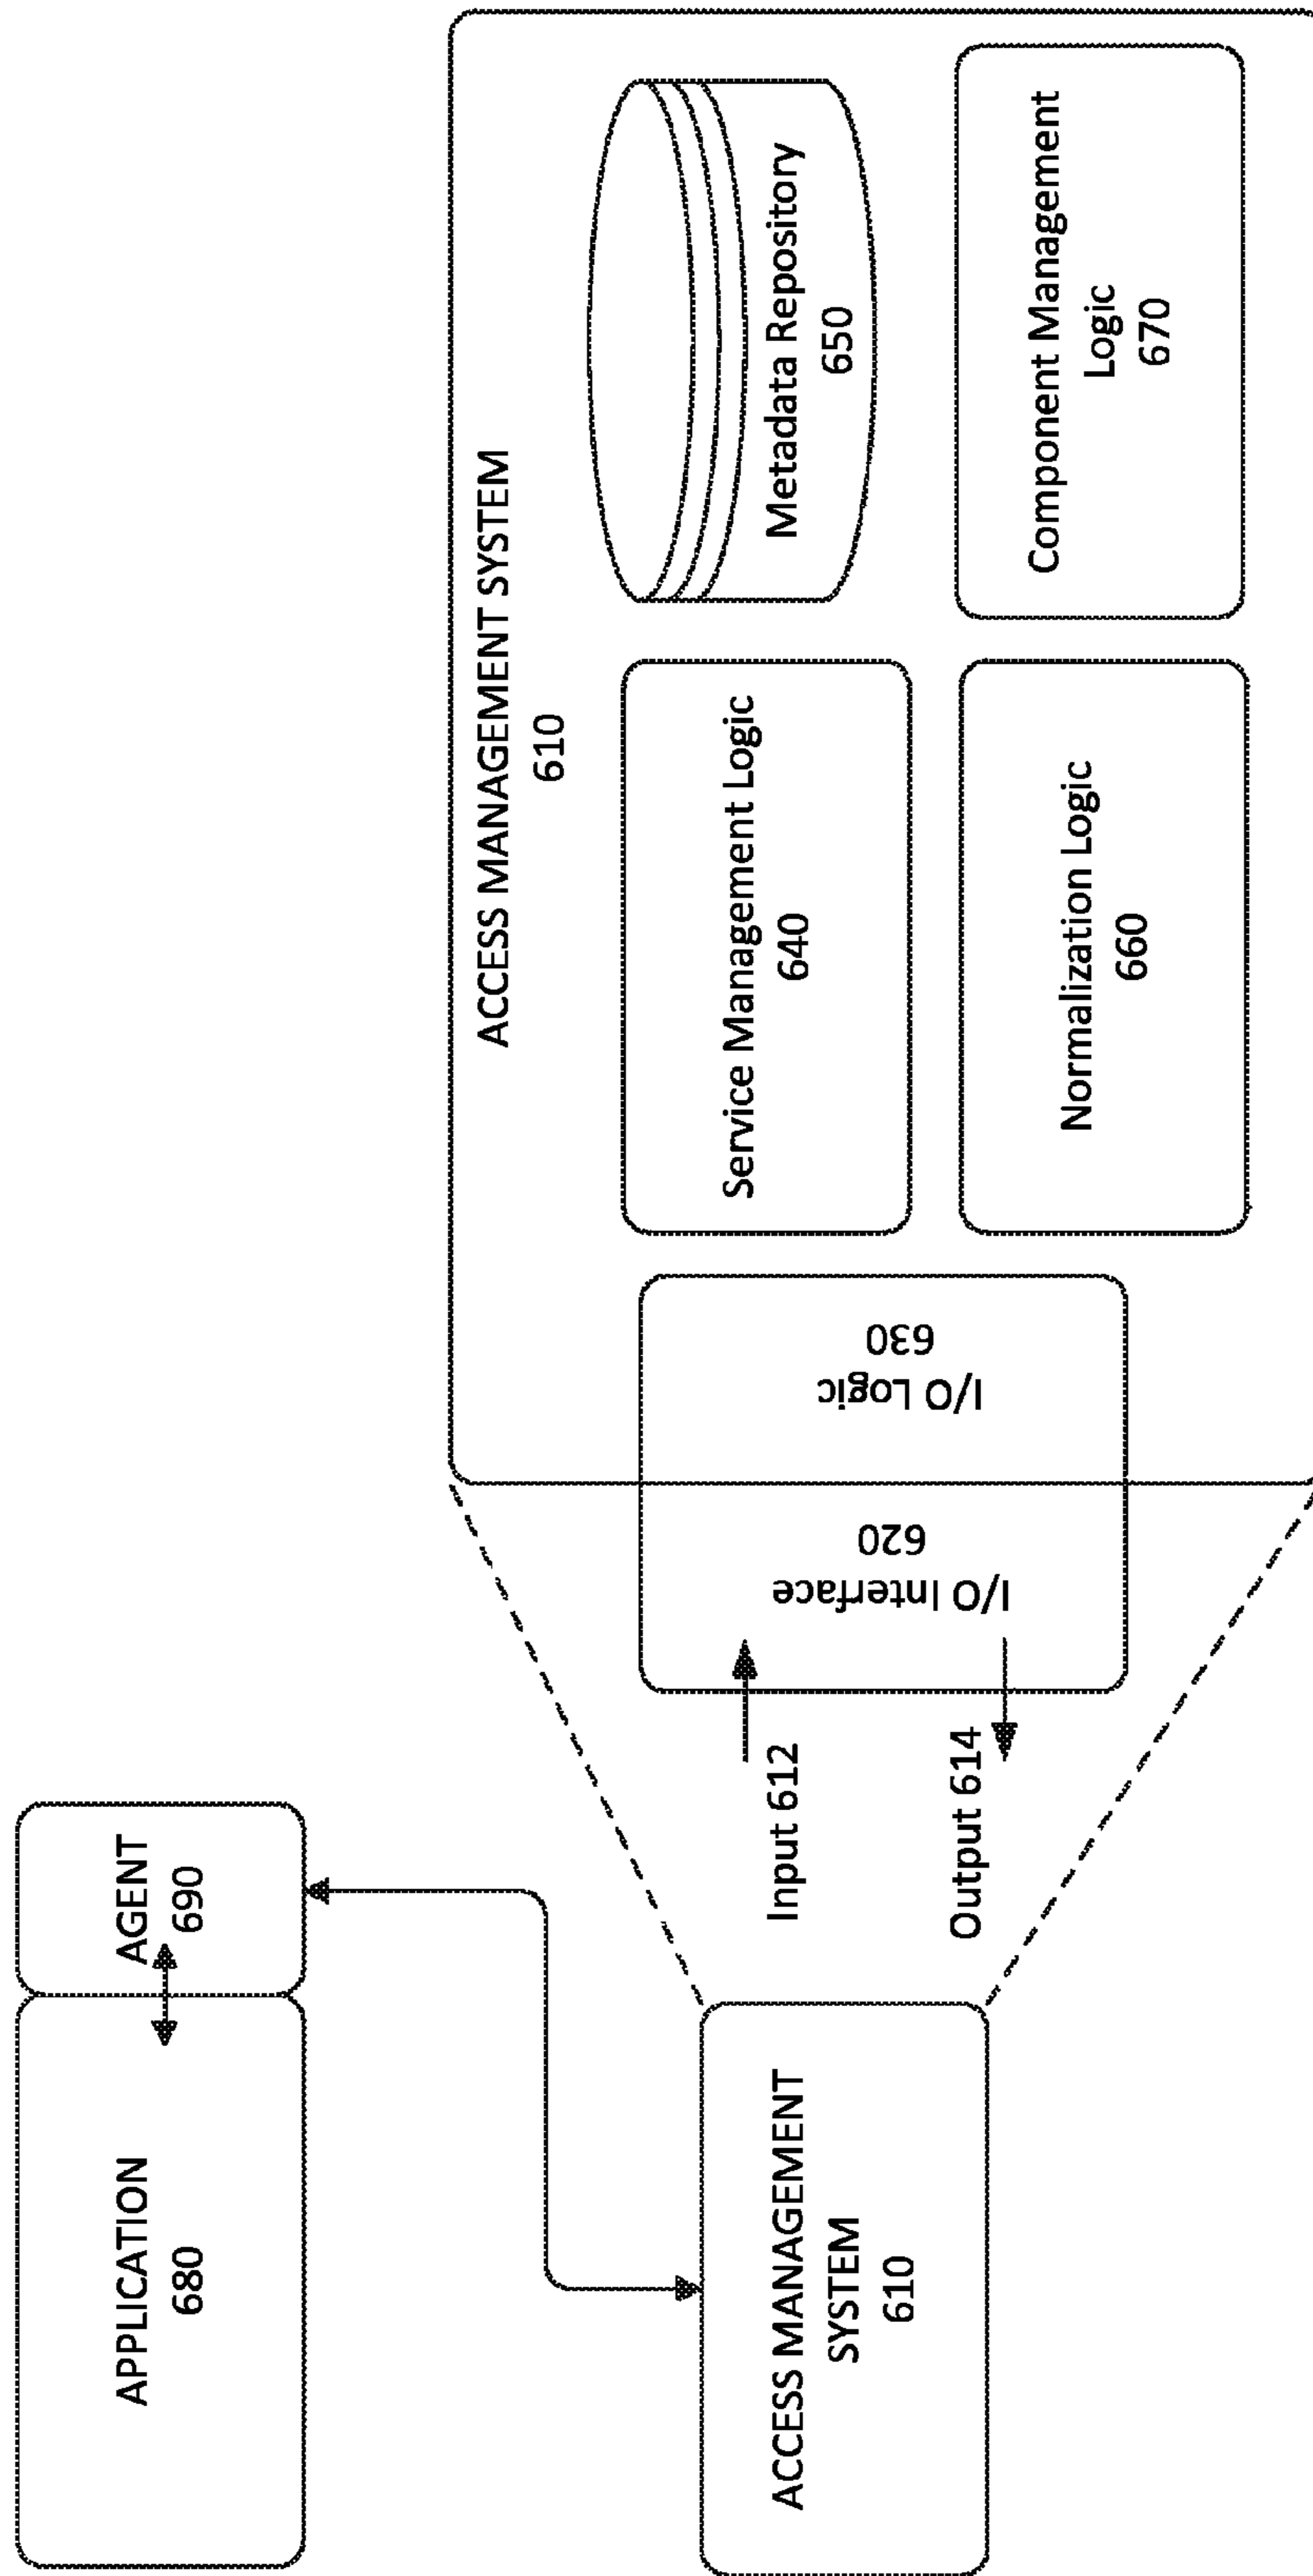 APPLICATION
680
AGENT
690
ACCESS MANAGEMENT
SYSTEM
610
Input 612
Output 614
ACCESS MANAGEMENT SYSTEM
610
I/O Interface
620
I/O Logic
630
Service Management Logic
640
Metadata Repository
650
Normalization Logic
660
Component Management
Logic
670